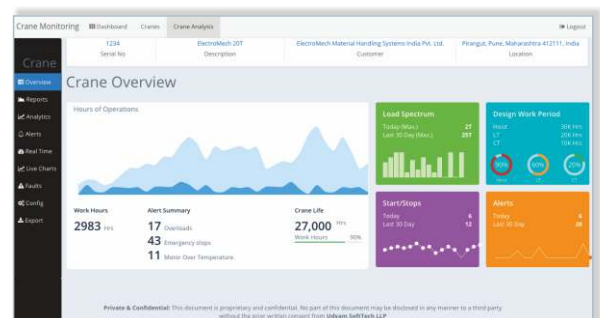 Crane Monitoring Dashboard Cranes Crane Analysis Logout
1234 ElectroMech 20T ElectroMech Material Handling Systems India Pvt. Ltd. Pirangut, Pune, Maharashtra 412111, India
Serial No Description Customer Location
Crane
Overview
Reports
Analytics
Alerts
Real Time
Live Charts
Faults
Config
Export
Crane Overview
Hours of Operations
Work Hours
2983 Hrs
Alert Summary
17 Overloads
43 Emergency stops
11 Motor Over Temperature
Crane Life
27,000 Hrs
Work Hours 90%
Load Spectrum
Today (Max.) 2T
Last 30 Day (Max.) 25T
Design Work Period
Hoist 30K Hrs
LT 20K Hrs
CT 10K Hrs
90% 60% 25%
Hoist LT CT
Start/Stops
Today 6
Last 30 Day 12
Alerts
Today 6
Last 30 Day 20
Private & Confidential: This document is proprietary and confidential. No part of this document may be disclosed in any manner to a third party
without the prior written consent from Udyam SoftTech LLP